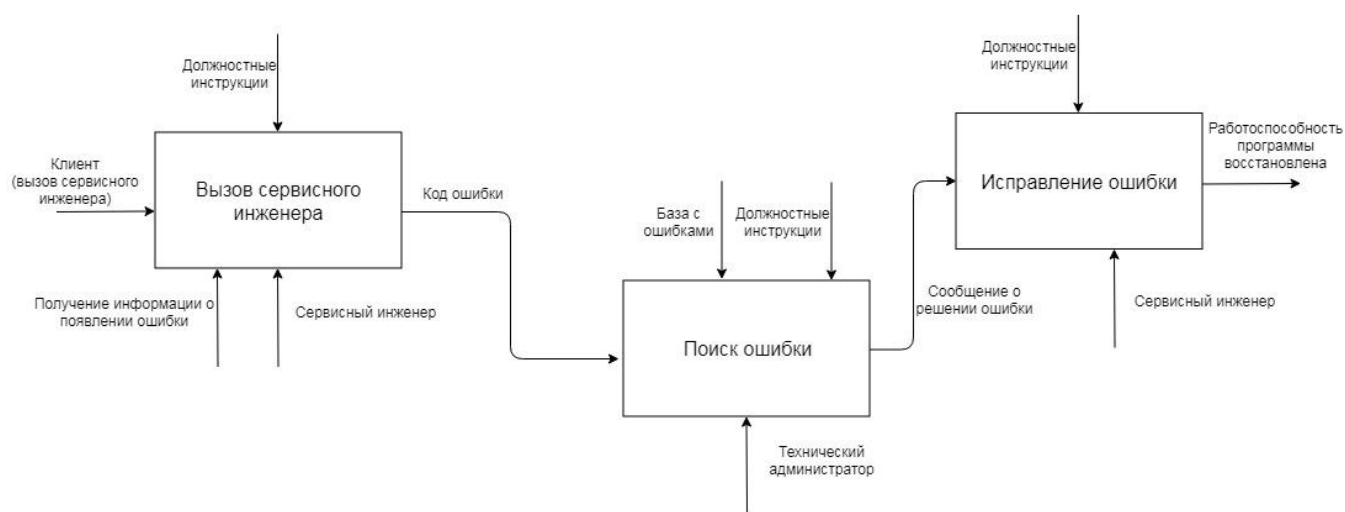 Должностные
инструкции
Клиент
(вызов сервисного
инженера)
Вызов сервисного
инженера
Код ошибки
Получение информации о
появлении ошибки
Сервисный инженер
База с
ошибками
Должностные
инструкции
Поиск ошибки
Технический
администратор
Сообщение о
решении ошибки
Должностные
инструкции
Исправление ошибки
Работоспособность
программы
восстановлена
Сервисный инженер